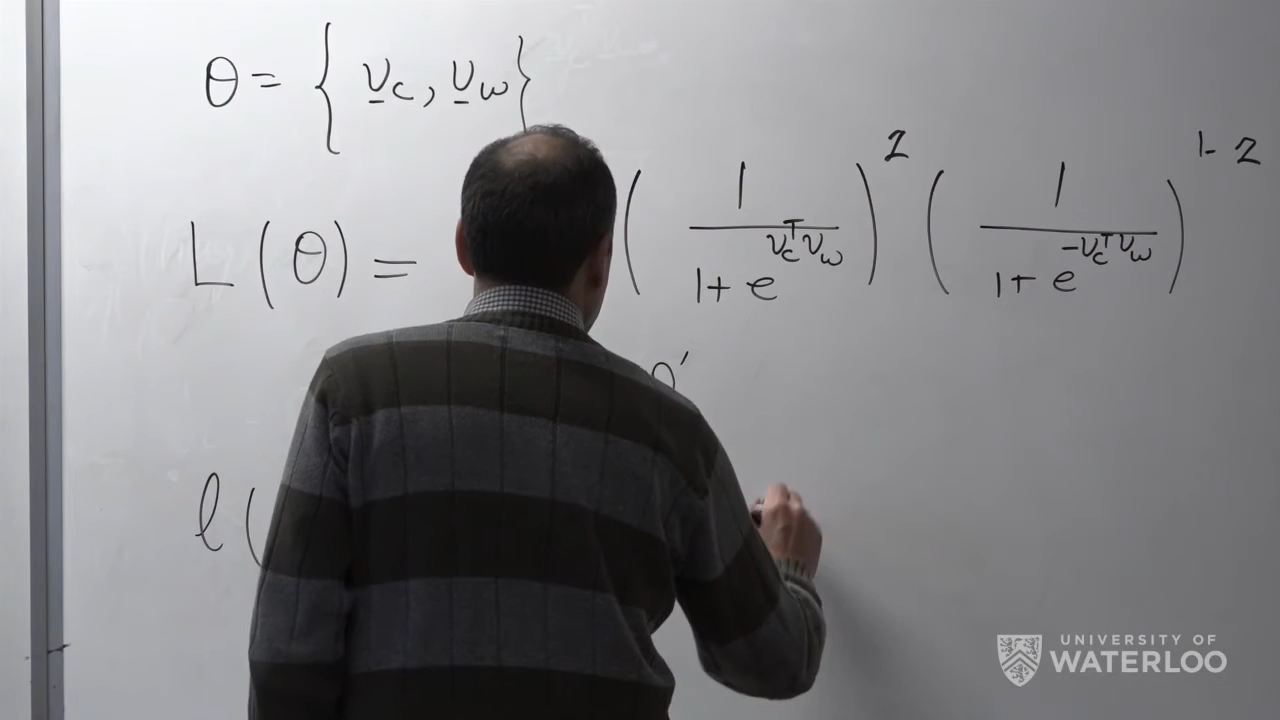 θ = { v_c, v_w }
L (θ) = ( 1 / (1 + e^{v_c^T v_w}) )^z ( 1 / (1 + e^{-v_c^T v_w}) )^{1 - z}
ℓ (
UNIVERSITY OF
WATERLOO